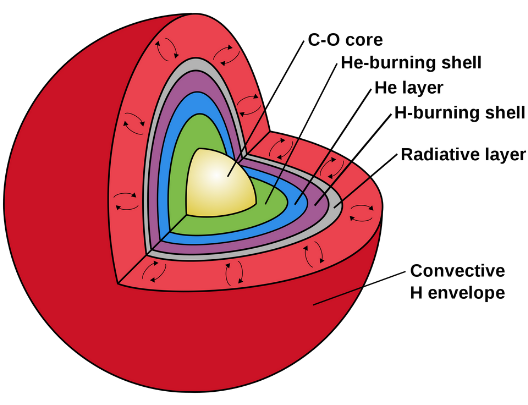 C-O core
He-burning shell
He layer
H-burning shell
Radiative layer
Convective
H envelope